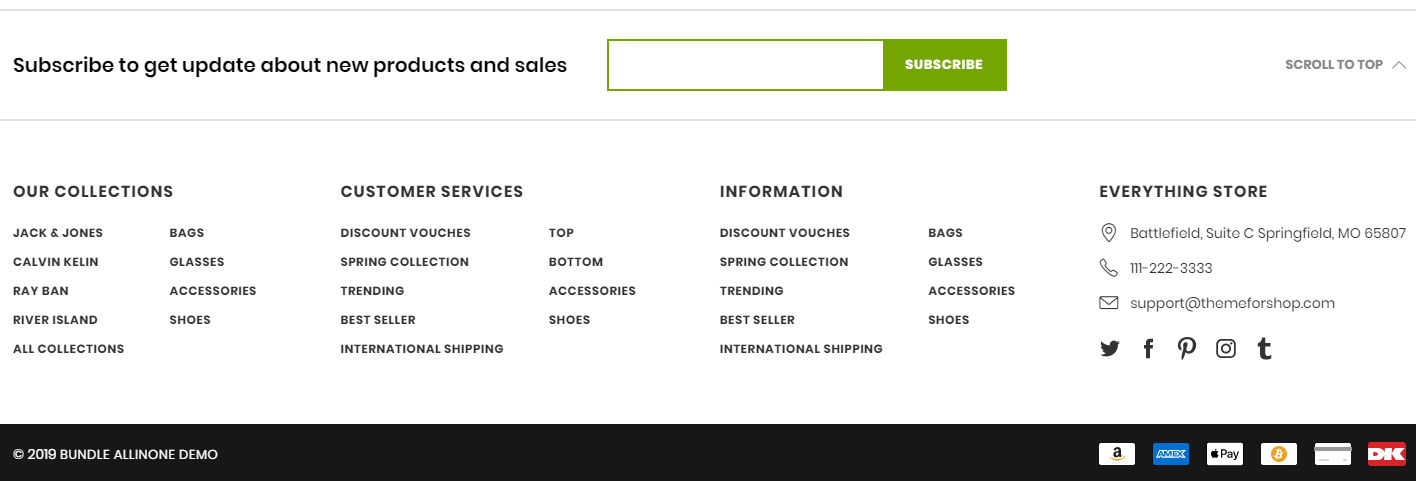 Subscribe to get update about new products and sales
SUBSCRIBE
SCROLL TO TOP
OUR COLLECTIONS
JACK & JONES
CALVIN KELIN
RAY BAN
RIVER ISLAND
ALL COLLECTIONS
BAGS
GLASSES
ACCESSORIES
SHOES
CUSTOMER SERVICES
DISCOUNT VOUCHES
SPRING COLLECTION
TRENDING
BEST SELLER
INTERNATIONAL SHIPPING
TOP
BOTTOM
ACCESSORIES
SHOES
INFORMATION
DISCOUNT VOUCHES
SPRING COLLECTION
TRENDING
BEST SELLER
INTERNATIONAL SHIPPING
BAGS
GLASSES
ACCESSORIES
SHOES
EVERYTHING STORE
Battlefield, Suite C Springfield, MO 65807
111-222-3333
support@themeforshop.com
© 2019 BUNDLE ALLINONE DEMO
a
AMEX
Pay
DK